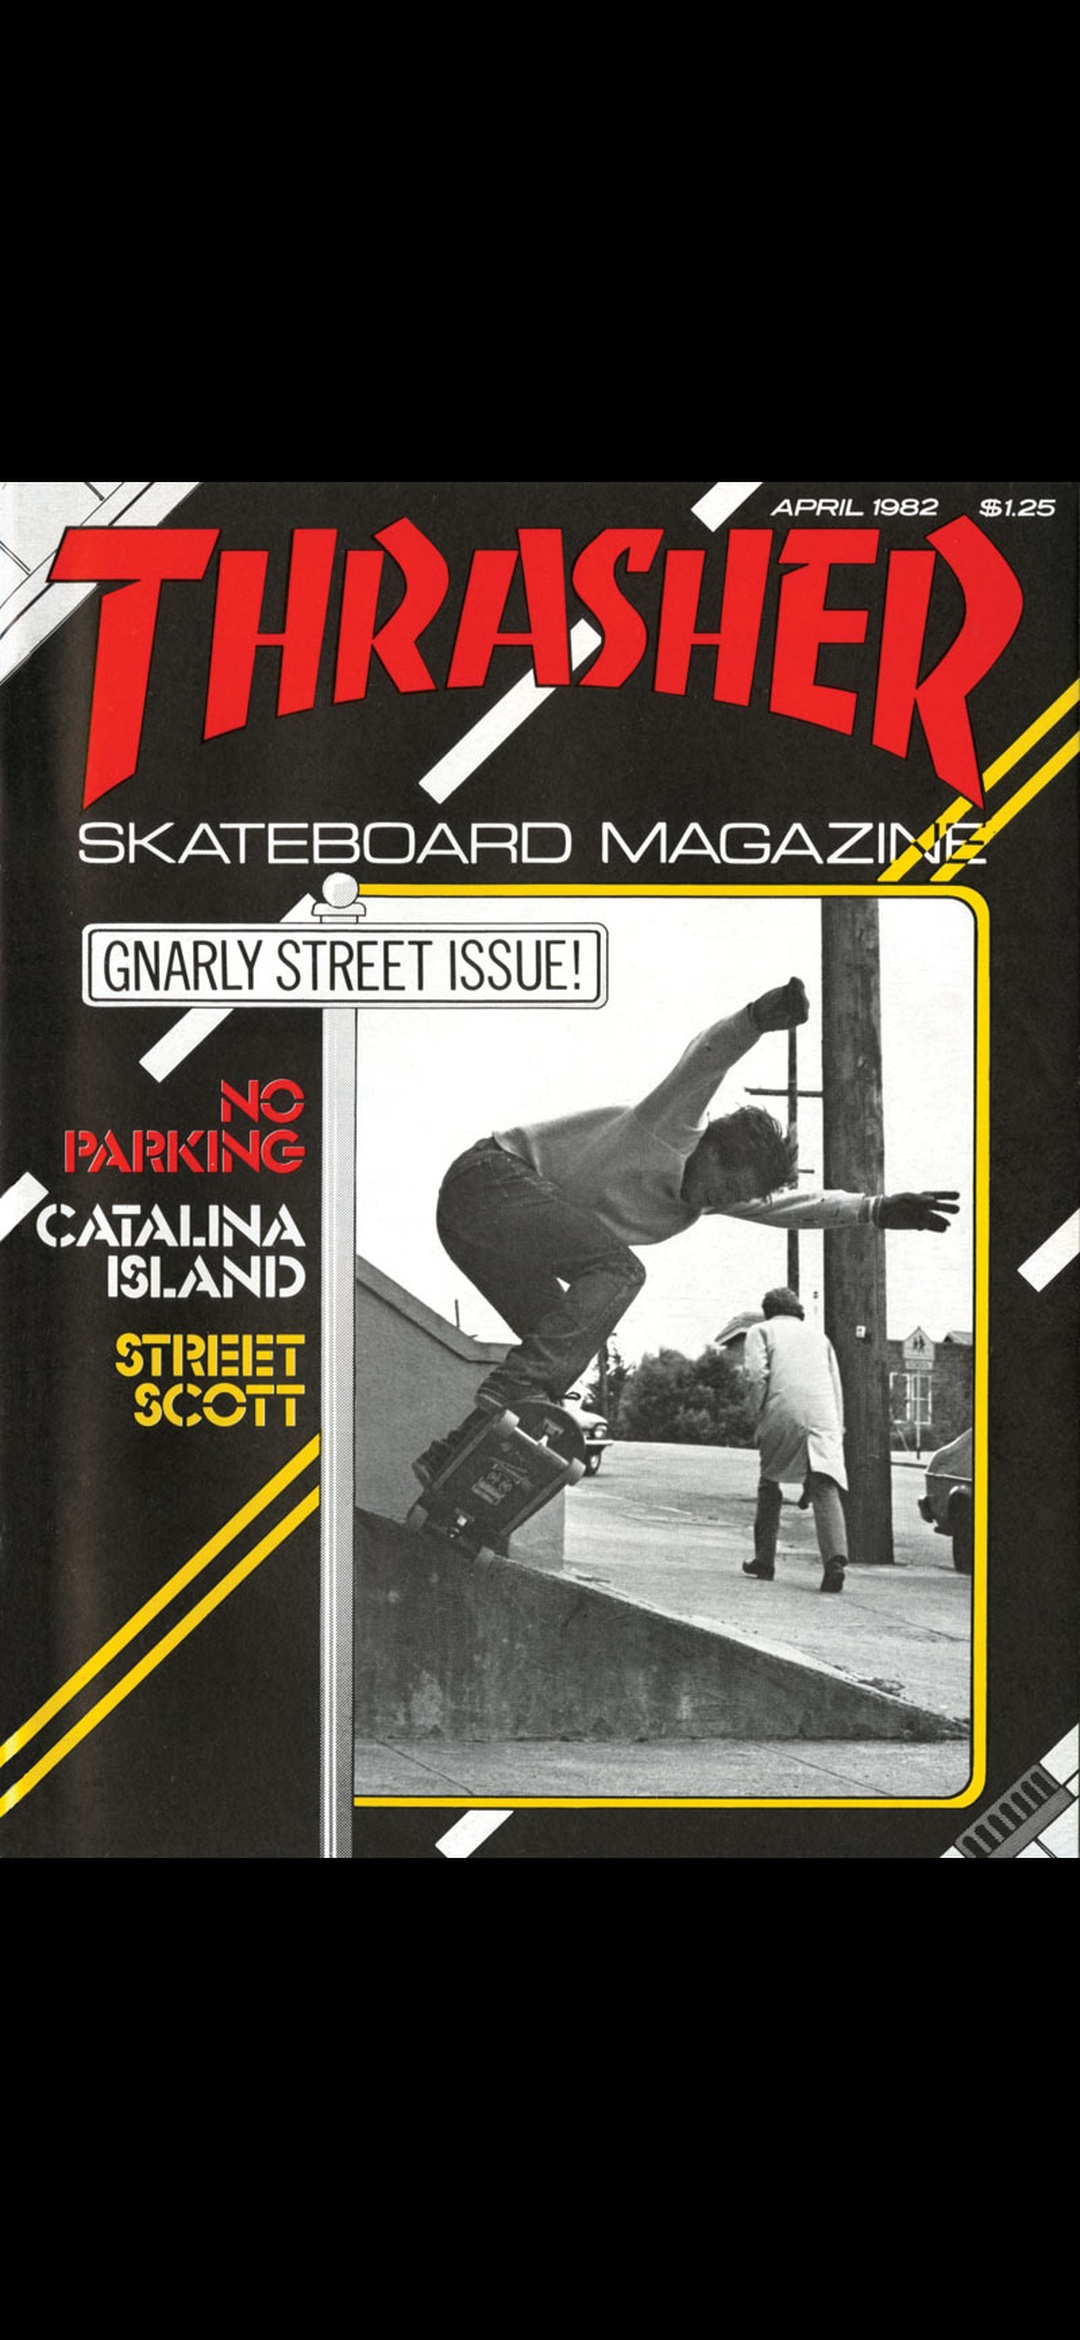 APRIL 1982 $1.25
THRASHER
SKATEBOARD MAGAZINE
GNARLY STREET ISSUE!
NO
PARKING
CATALINA
ISLAND
STREET
SCOTT